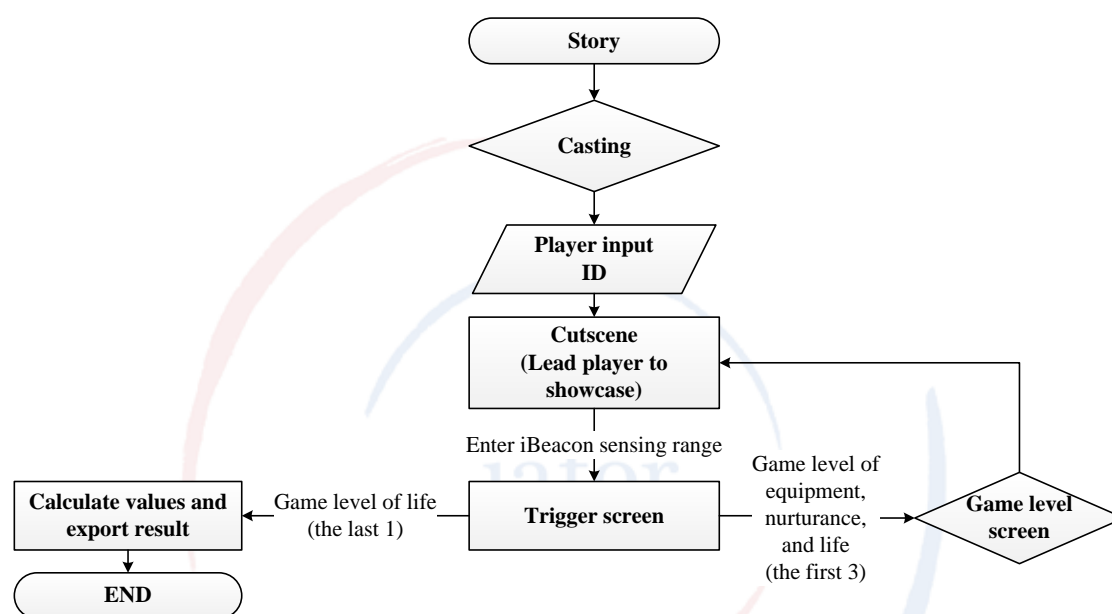 Story
Casting
Player input
ID
Cutscene
(Lead player to
showcase)
Enter iBeacon sensing range
Calculate values and
export result
Game level of life
(the last 1)
Trigger screen
Game level of
equipment,
nurturance,
and life
(the first 3)
Game level
screen
END